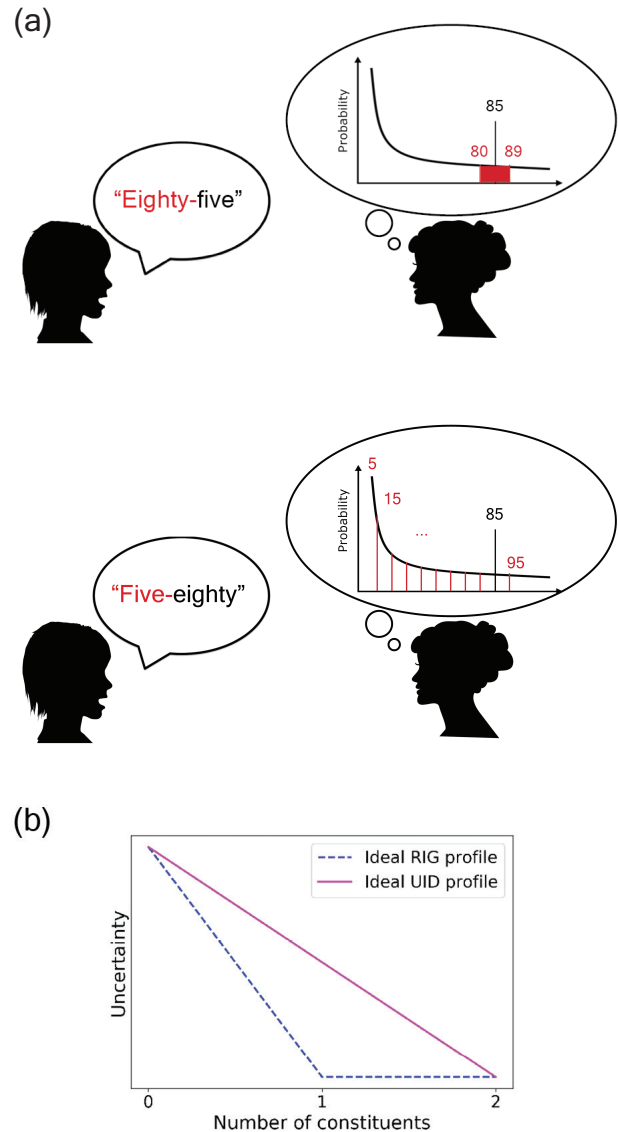 (a)
Probability
85
80
89
“Eighty-five”
5
15
...
85
95
Probability
“Five-eighty”
(b)
Ideal RIG profile
Ideal UID profile
Uncertainty
0
1
2
Number of constituents